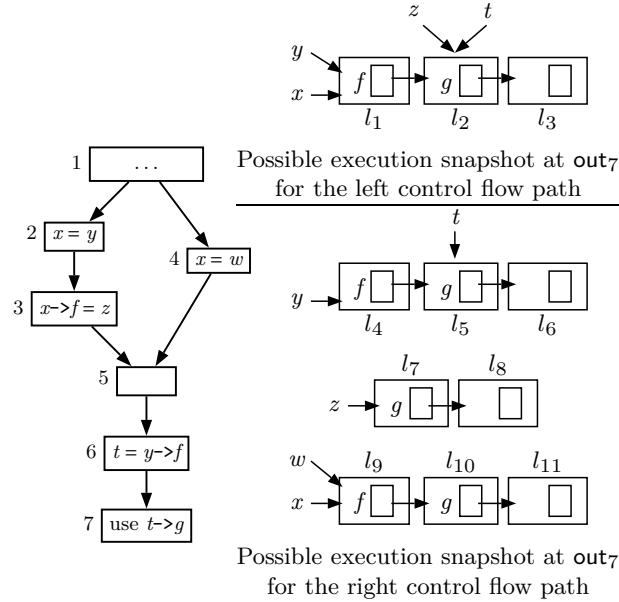 z t
y
x
f g
l1 l2 l3
Possible execution snapshot at out7
for the left control flow path
1 ...
2 x = y
4 x = w
3 x->f = z
5
6 t = y->f
7 use t->g
t
y f g
l4 l5 l6
l7 l8
z g
w l9 l10 l11
x f g
Possible execution snapshot at out7
for the right control flow path